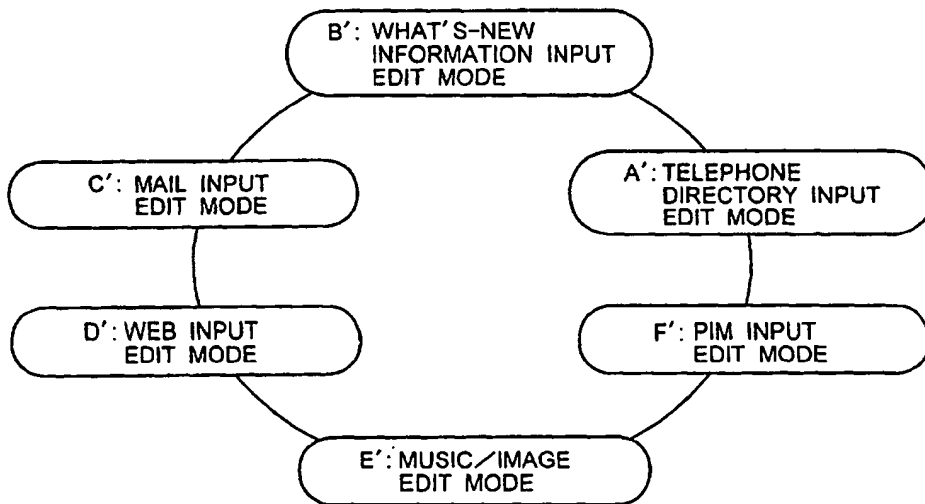 B′: WHAT'S-NEW
INFORMATION INPUT
EDIT MODE
C′: MAIL INPUT
EDIT MODE
A′: TELEPHONE
DIRECTORY INPUT
EDIT MODE
D′: WEB INPUT
EDIT MODE
F′: PIM INPUT
EDIT MODE
E′: MUSIC/IMAGE
EDIT MODE